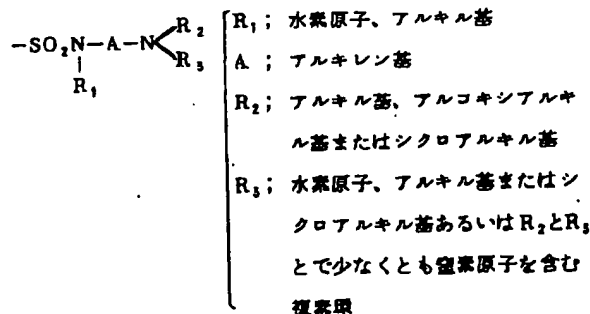 -SO₂N-A-N R₂ R₃
R₁
R₁; 水素原子、アルキル基
A ; アルキレン基
R₂; アルキル基、アルコキシアルキ
ル基またはシクロアルキル基
R₃; 水素原子、アルキル基またはシ
クロアルキル基あるいはR₂とR₃
とで少なくとも窒素原子を含む
複素環